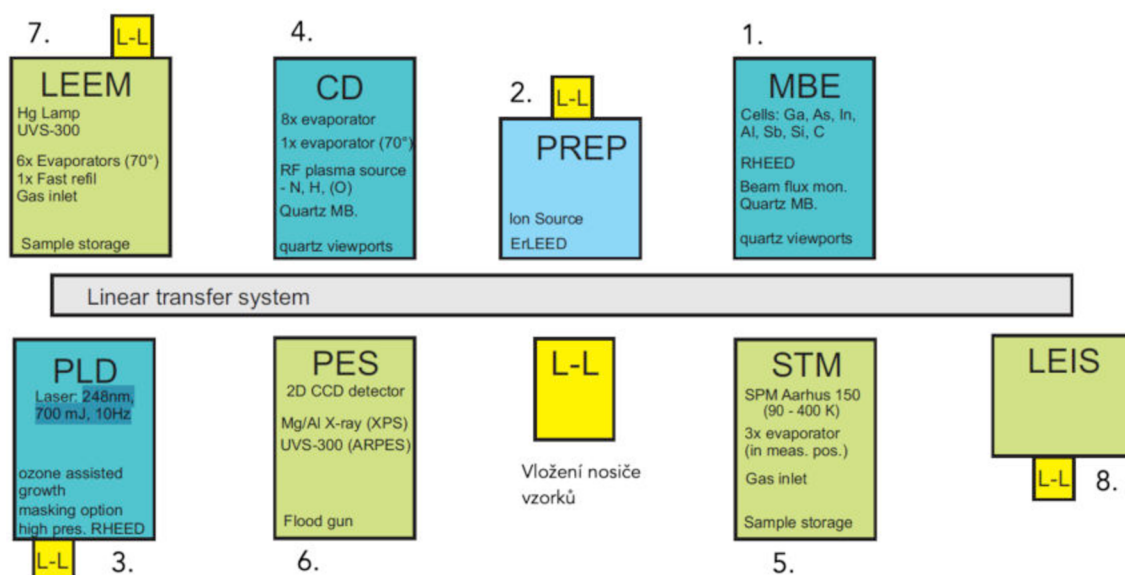 7.
L-L
LEEM
Hg Lamp
UVS-300
6x Evaporators (70°)
1x Fast refil
Gas inlet
Sample storage
4.
CD
8x evaporator
1x evaporator (70°)
RF plasma source
- N, H, (O)
Quartz MB.
quartz viewports
2.
L-L
PREP
Ion Source
ErLEED
1.
MBE
Cells: Ga, As, In,
Al, Sb, Si, C
RHEED
Beam flux mon.
Quartz MB.
quartz viewports
Linear transfer system
PLD
Laser: 248nm,
700 mJ, 10Hz
ozone assisted
growth
masking option
high pres. RHEED
L-L
3.
PES
2D CCD detector
Mg/Al X-ray (XPS)
UVS-300 (ARPES)
Flood gun
6.
L-L
Vložení nosiče
vzorků
STM
SPM Aarhus 150
(90 - 400 K)
3x evaporator
(in meas. pos.)
Gas inlet
Sample storage
5.
LEIS
L-L
8.